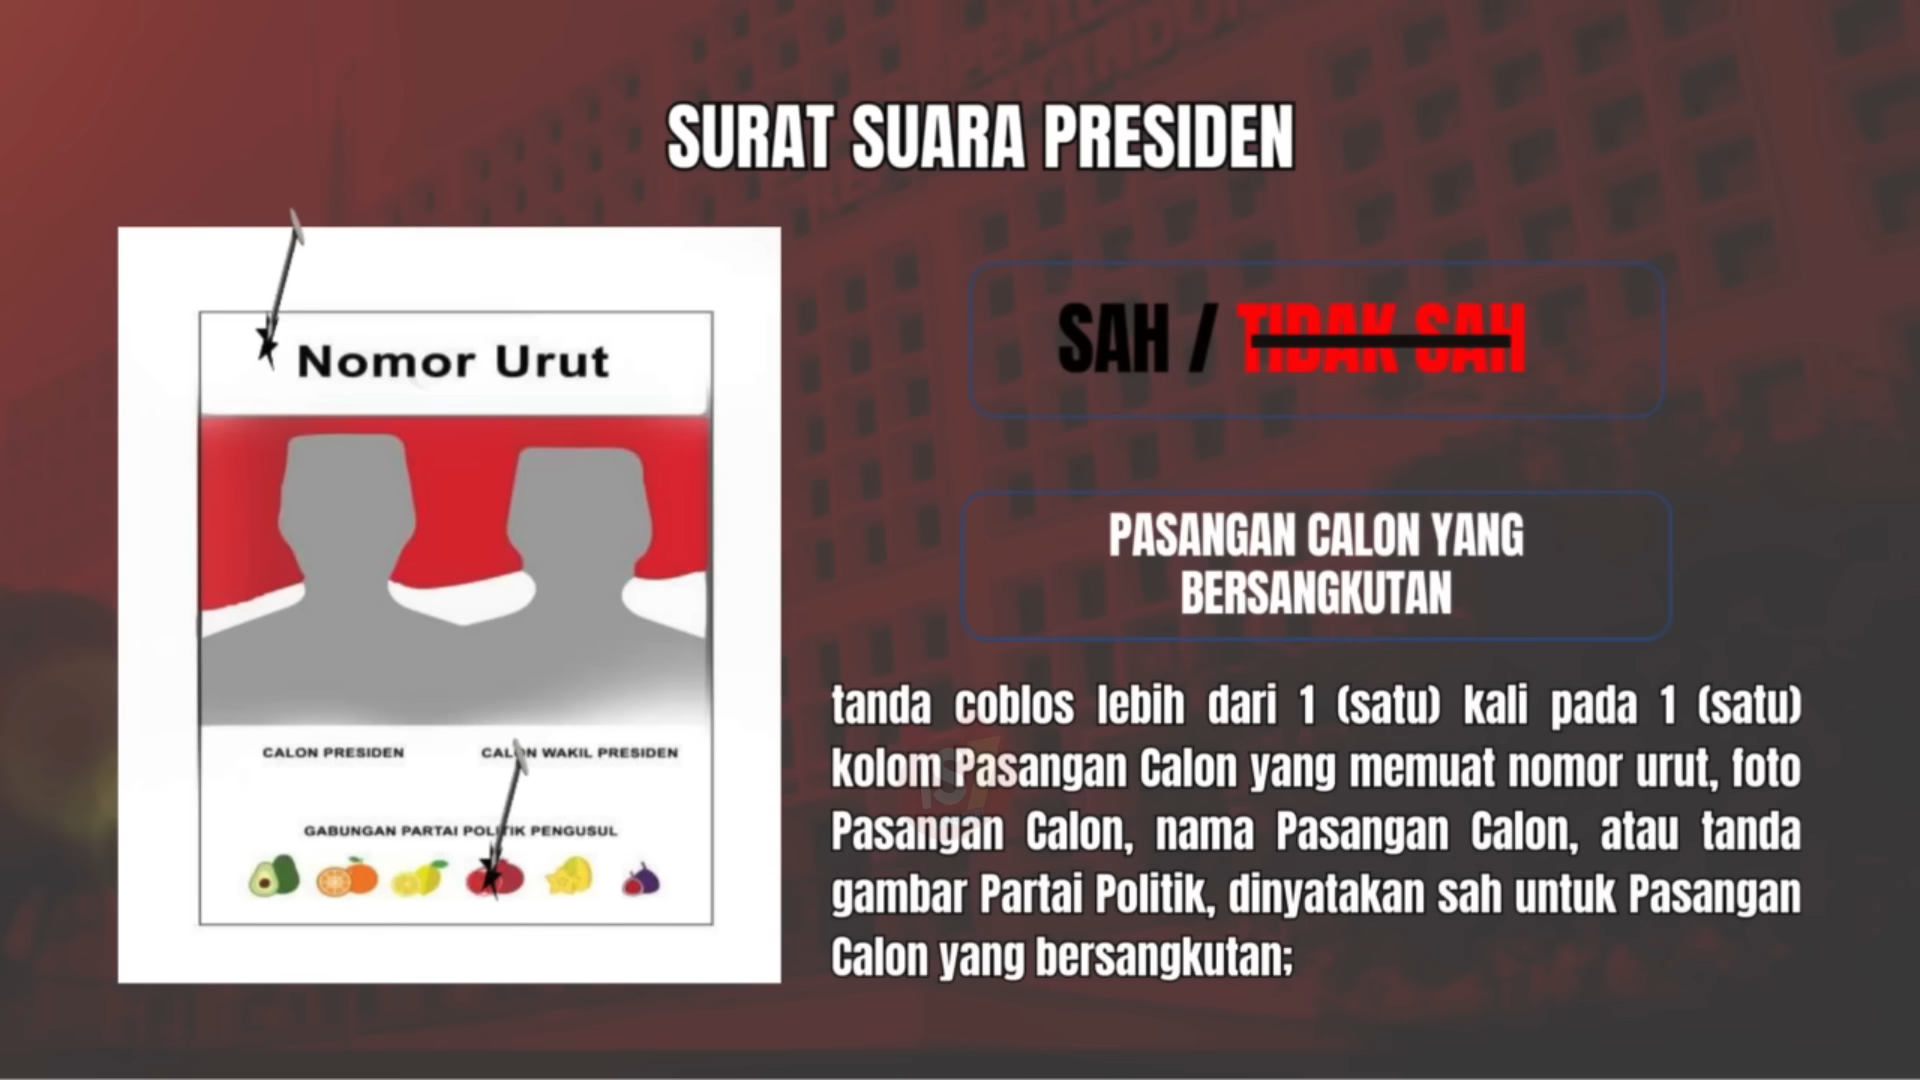 SURAT SUARA PRESIDEN
Nomor Urut
CALON PRESIDEN
CALON WAKIL PRESIDEN
GABUNGAN PARTAI POLITIK PENGUSUL
SAH / TIDAK SAH
PASANGAN CALON YANG
BERSANGKUTAN
tanda coblos lebih dari 1 (satu) kali pada 1 (satu)
kolom Pasangan Calon yang memuat nomor urut, foto
Pasangan Calon, nama Pasangan Calon, atau tanda
gambar Partai Politik, dinyatakan sah untuk Pasangan
Calon yang bersangkutan;